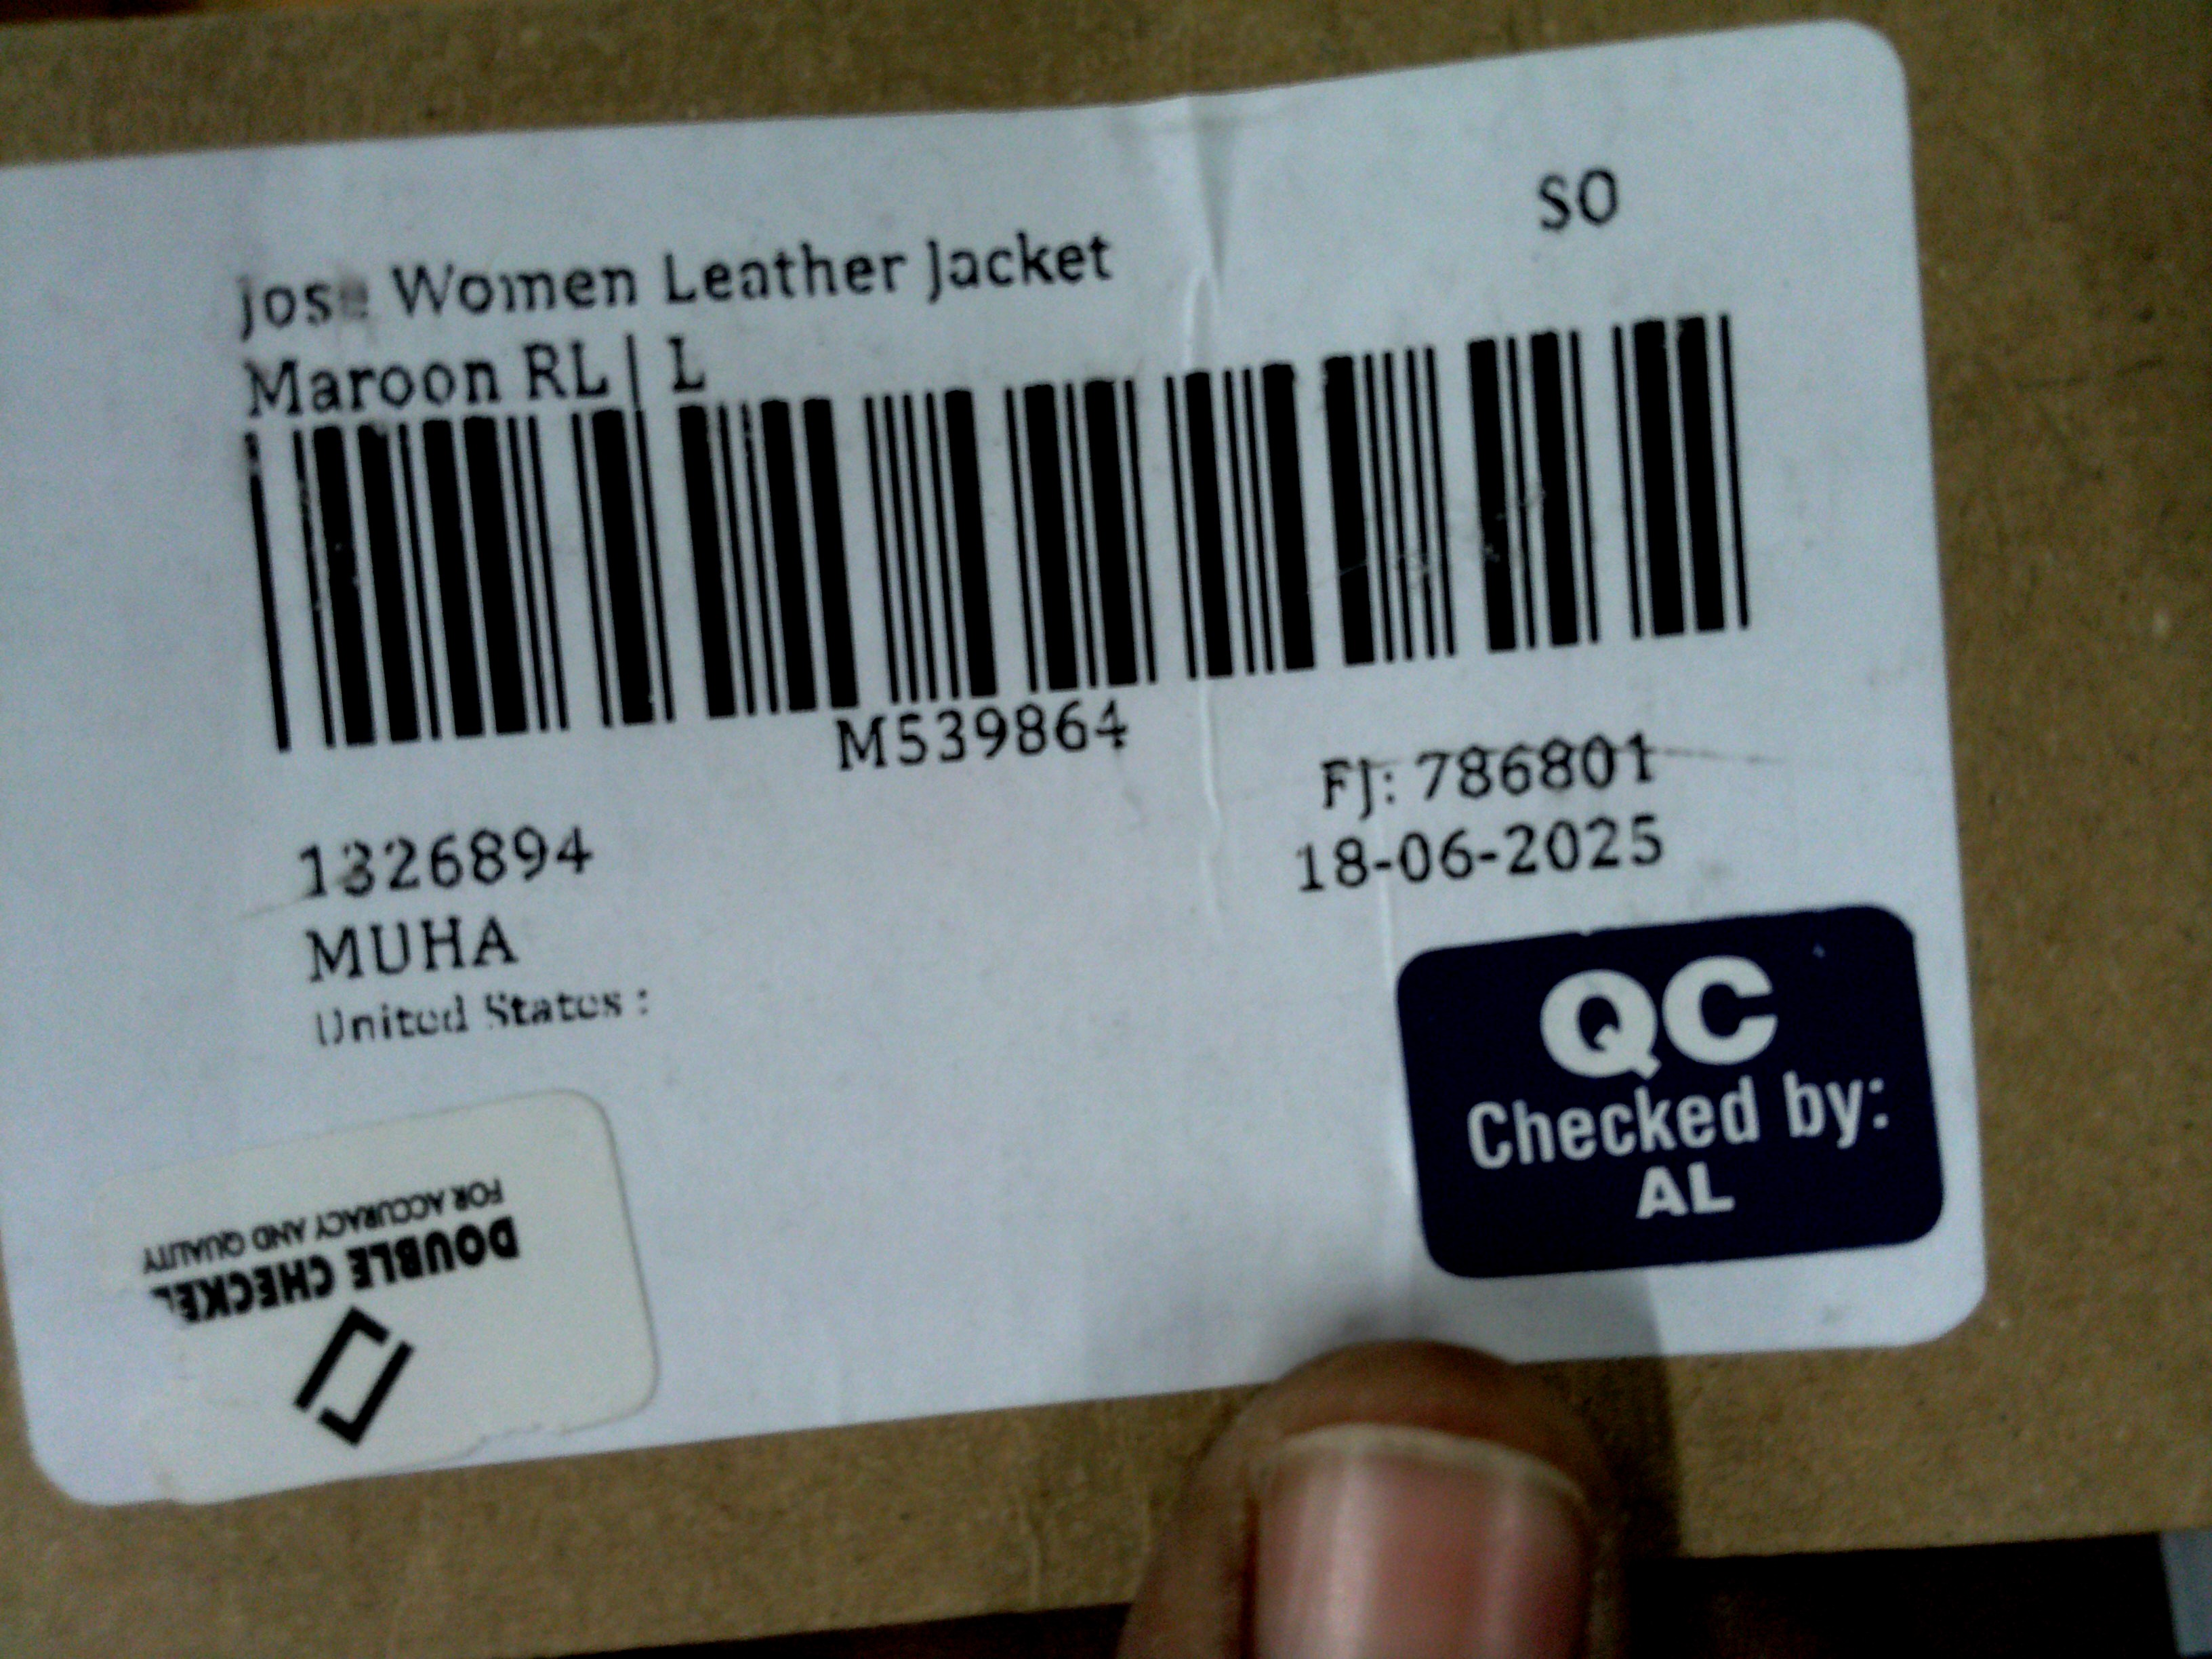 SO
Jose Women Leather Jacket
Maroon RL | L
M539864
FJ: 786801
1326894
18-06-2025
MUHA
United States :
QC
Checked by:
AL
DOUBLE CHECKED
FOR ACCURACY AND QUALITY